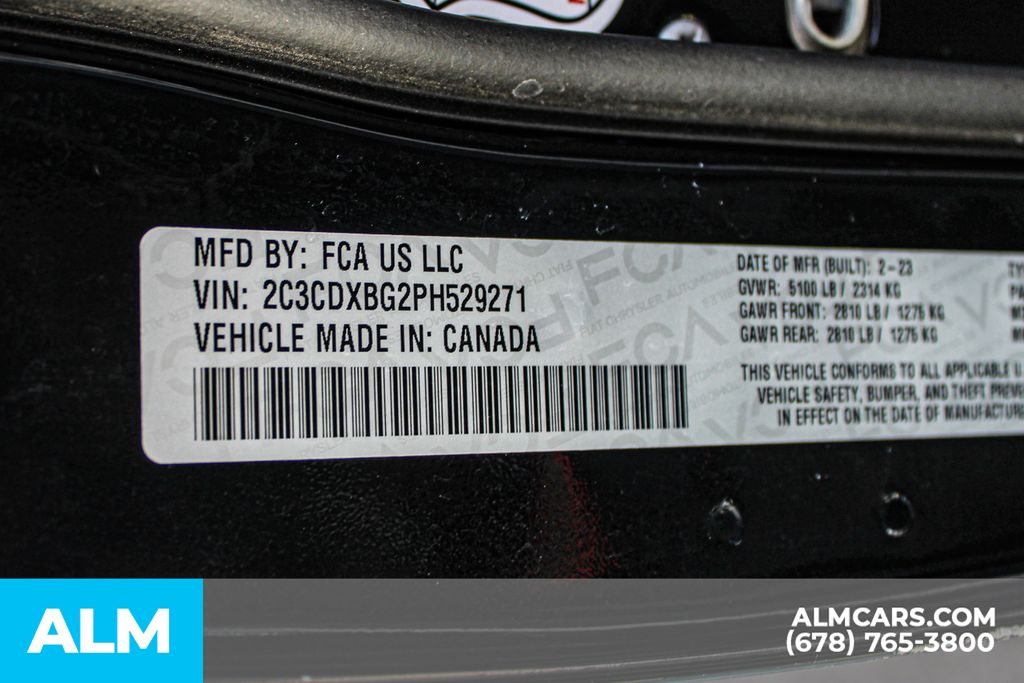 MFD BY: FCA US LLC
VIN: 2C3CDXBG2PH529271
VEHICLE MADE IN: CANADA
DATE OF MFR (BUILT): 2-23
GVWR: 5100 LB / 2314 KG
GAWR FRONT: 2810 LB / 1275 KG
GAWR REAR: 2810 LB / 1275 KG
THIS VEHICLE CONFORMS TO ALL APPLICABLE U
VEHICLE SAFETY, BUMPER, AND THEFT PREVE
IN EFFECT ON THE DATE OF MANUFACTURE
ALM
ALMCARS.COM
(678) 765-3800